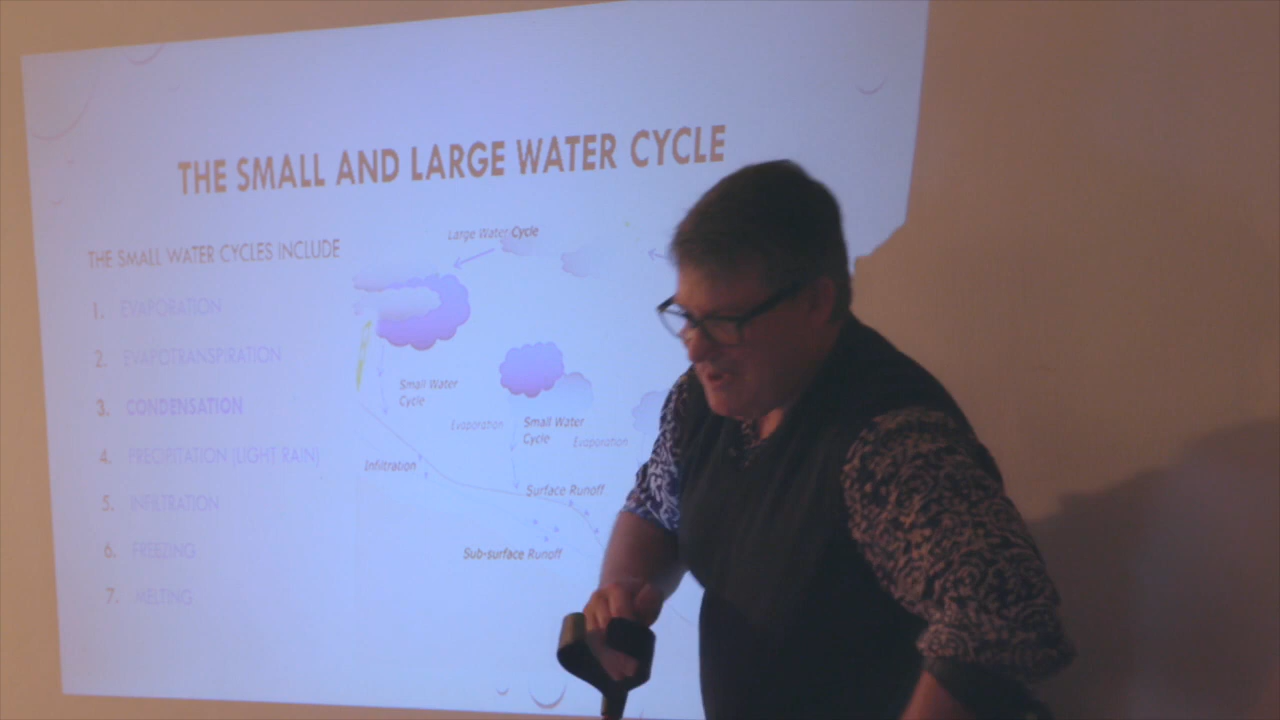 THE SMALL AND LARGE WATER CYCLE
THE SMALL WATER CYCLES INCLUDE
1. EVAPORATION
2. EVAPOTRANSPIRATION
3. CONDENSATION
4. PRECIPITATION (LIGHT RAIN)
5. INFILTRATION
6. FREEZING
7. MELTING
Large Water Cycle
Small Water
Cycle
Evaporation
Small Water
Cycle
Evaporation
Infiltration
Surface Runoff
Sub-surface Runoff